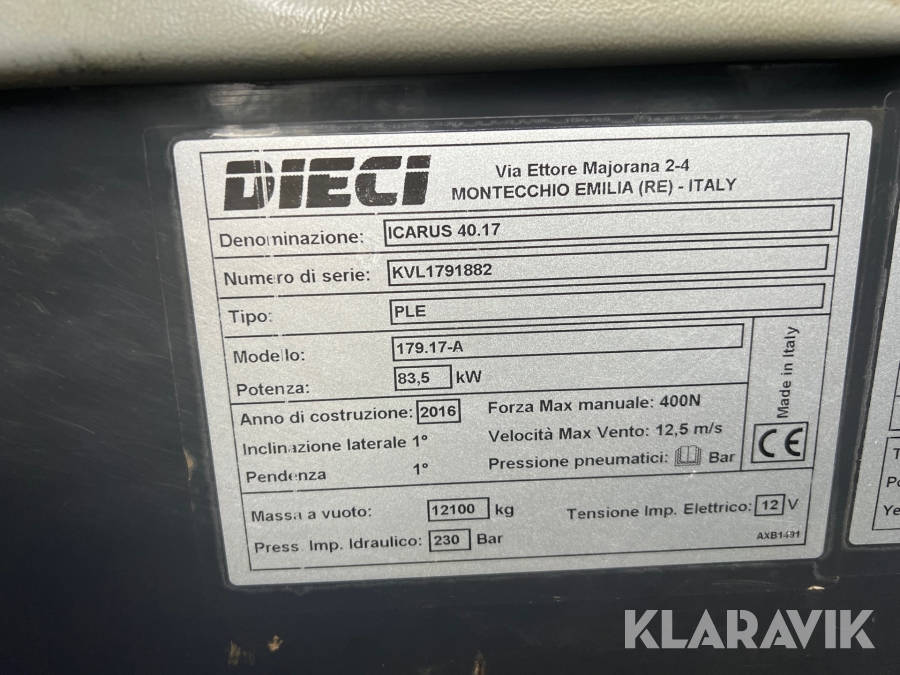 DIECI
Via Ettore Majorana 2-4
MONTECCHIO EMILIA (RE) - ITALY
Denominazione: ICARUS 40.17
Numero di serie: KVL1791882
Tipo: PLE
Modello: 179.17-A
Potenza: 83,5 kW
Made in Italy
CE
Anno di costruzione: 2016
Forza Max manuale: 400N
Inclinazione laterale 1°
Velocità Max Vento: 12,5 m/s
Pendenza 1°
Pressione pneumatici: Bar
Massa a vuoto: 12100 kg
Tensione Imp. Elettrico: 12 V
Press. Imp. Idraulico: 230 Bar
AXB1491
Ye
KLARAVIK